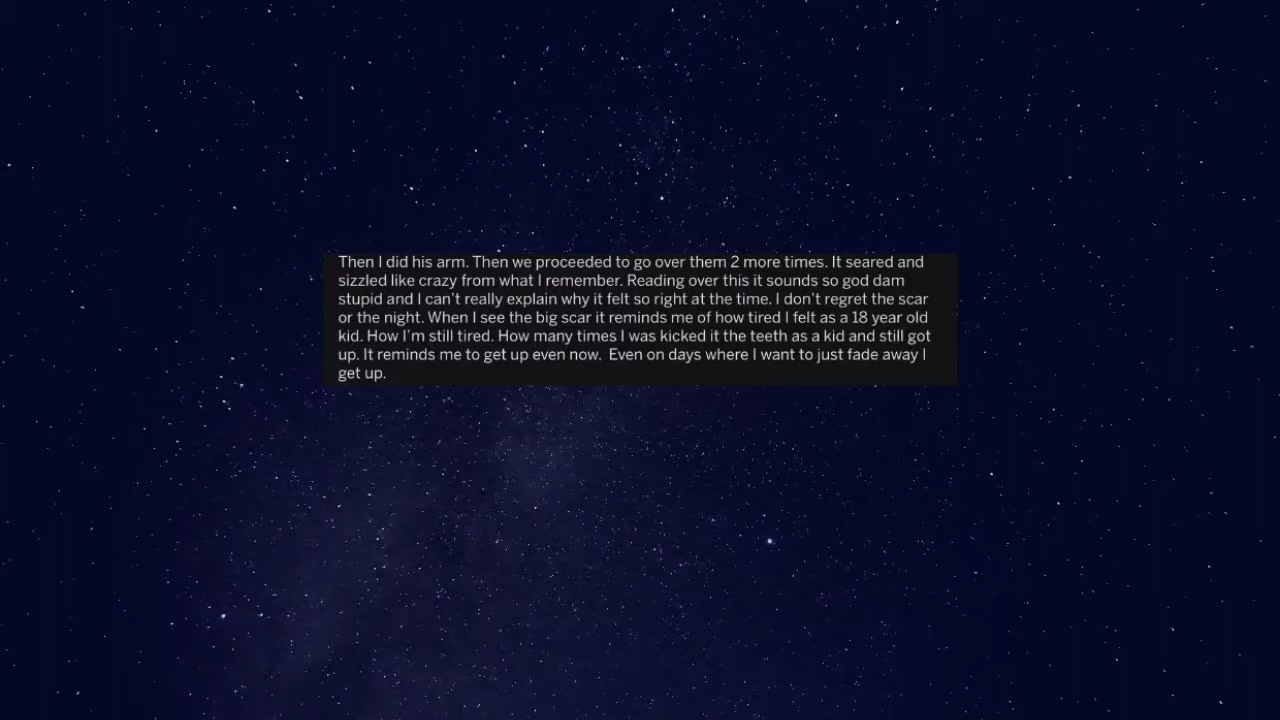 Then I did his arm. Then we proceeded to go over them 2 more times. It seared and
sizzled like crazy from what I remember. Reading over this it sounds so god dam
stupid and I can't really explain why it felt so right at the time. I don't regret the scar
or the night. When I see the big scar it reminds me of how tired I felt as a 18 year old
kid. How I'm still tired. How many times I was kicked it the teeth as a kid and still got
up. It reminds me to get up even now.  Even on days where I want to just fade away I
get up.